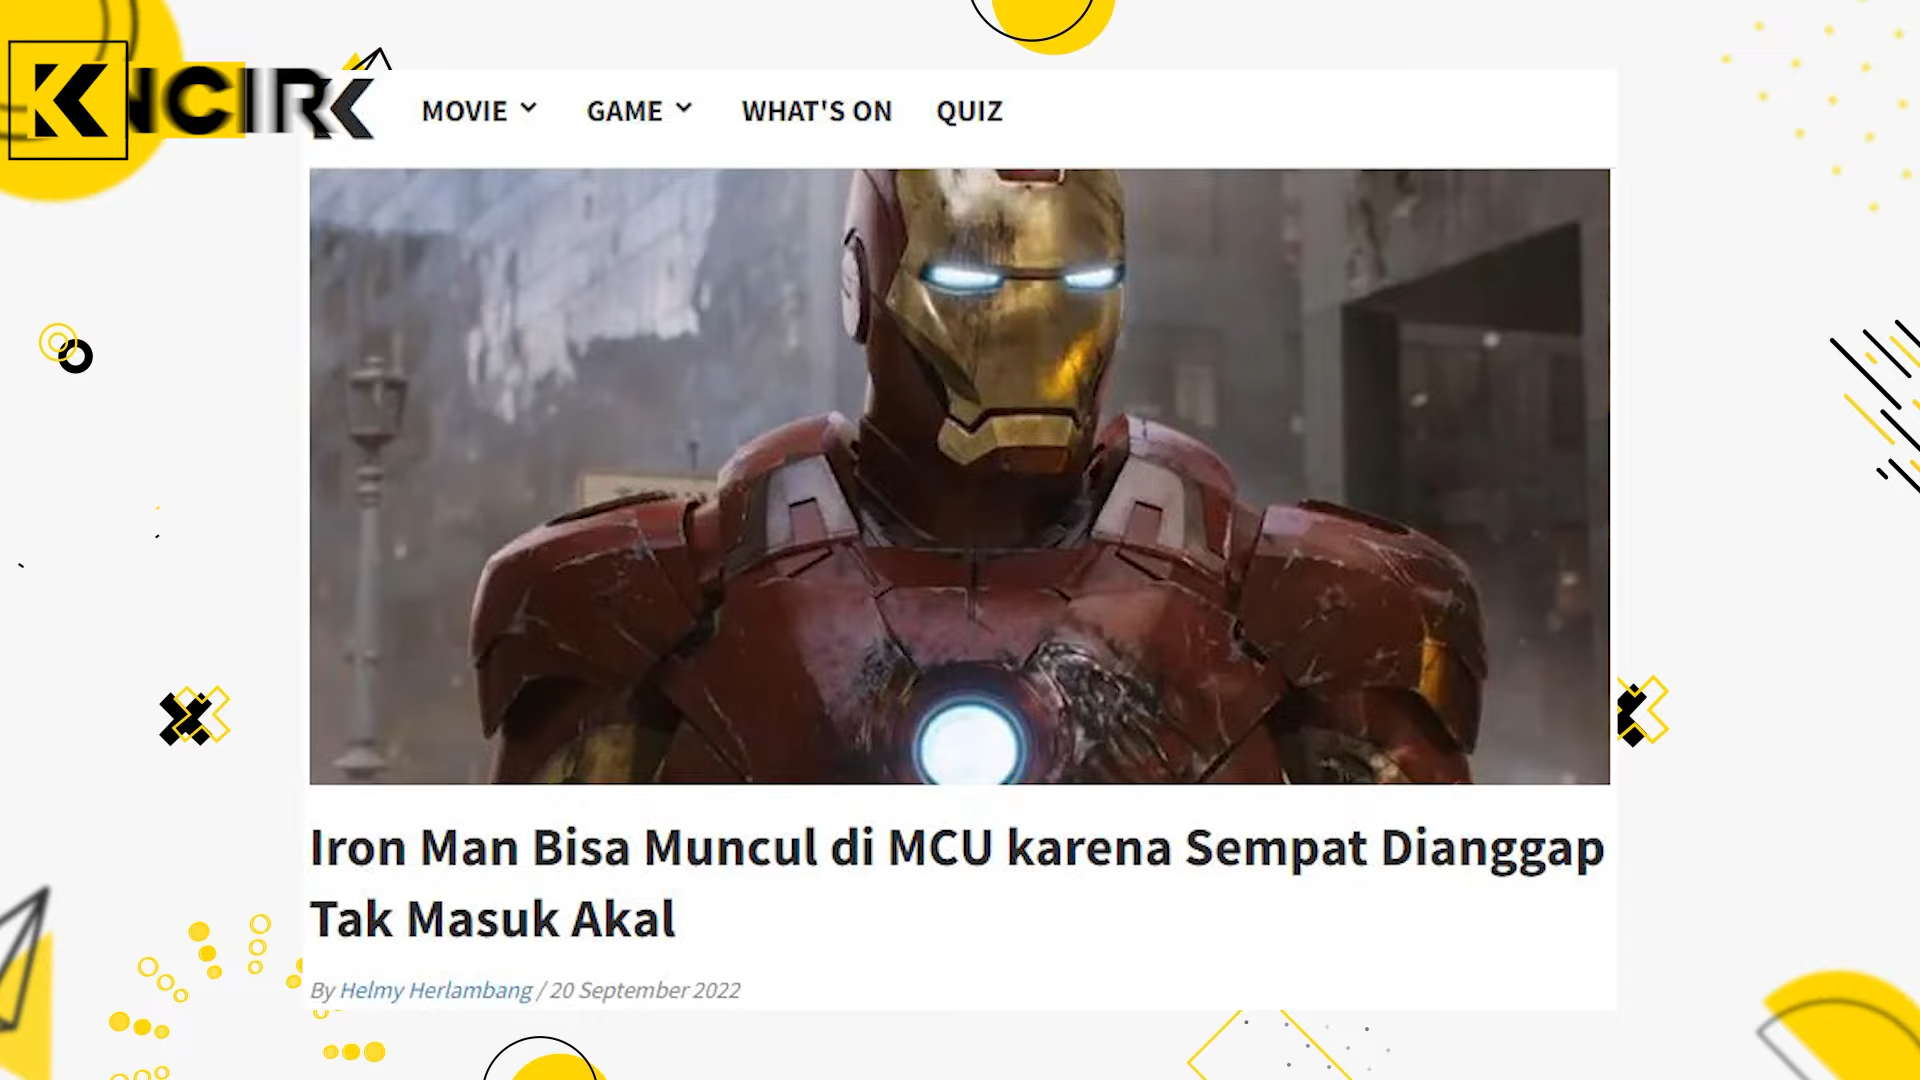 KINCIR
MOVIE GAME WHAT'S ON QUIZ
Iron Man Bisa Muncul di MCU karena Sempat Dianggap
Tak Masuk Akal
By Helmy Herlambang / 20 September 2022